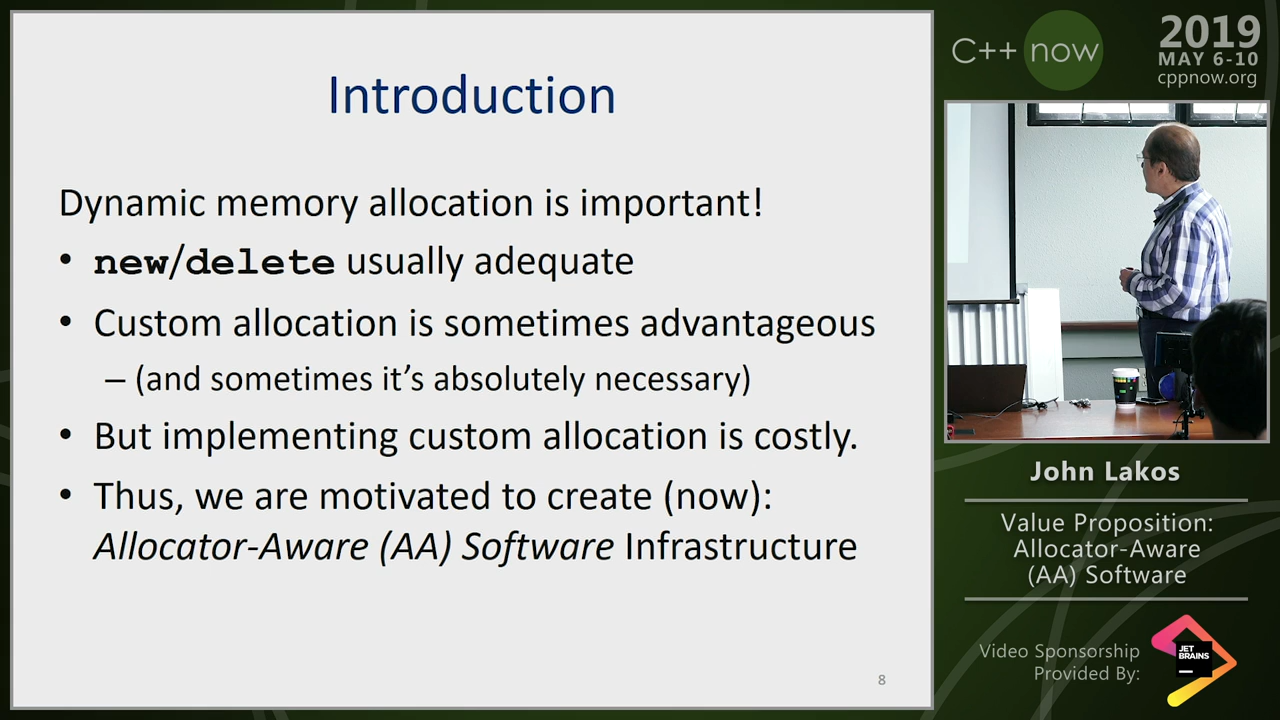 Introduction
Dynamic memory allocation is important!
• new/delete usually adequate
• Custom allocation is sometimes advantageous
– (and sometimes it’s absolutely necessary)
• But implementing custom allocation is costly.
• Thus, we are motivated to create (now):
Allocator-Aware (AA) Software Infrastructure
8
C++ now
2019
MAY 6-10
cppnow.org
John Lakos
Value Proposition:
Allocator-Aware
(AA) Software
Video Sponsorship
Provided By:
JET
BRAINS